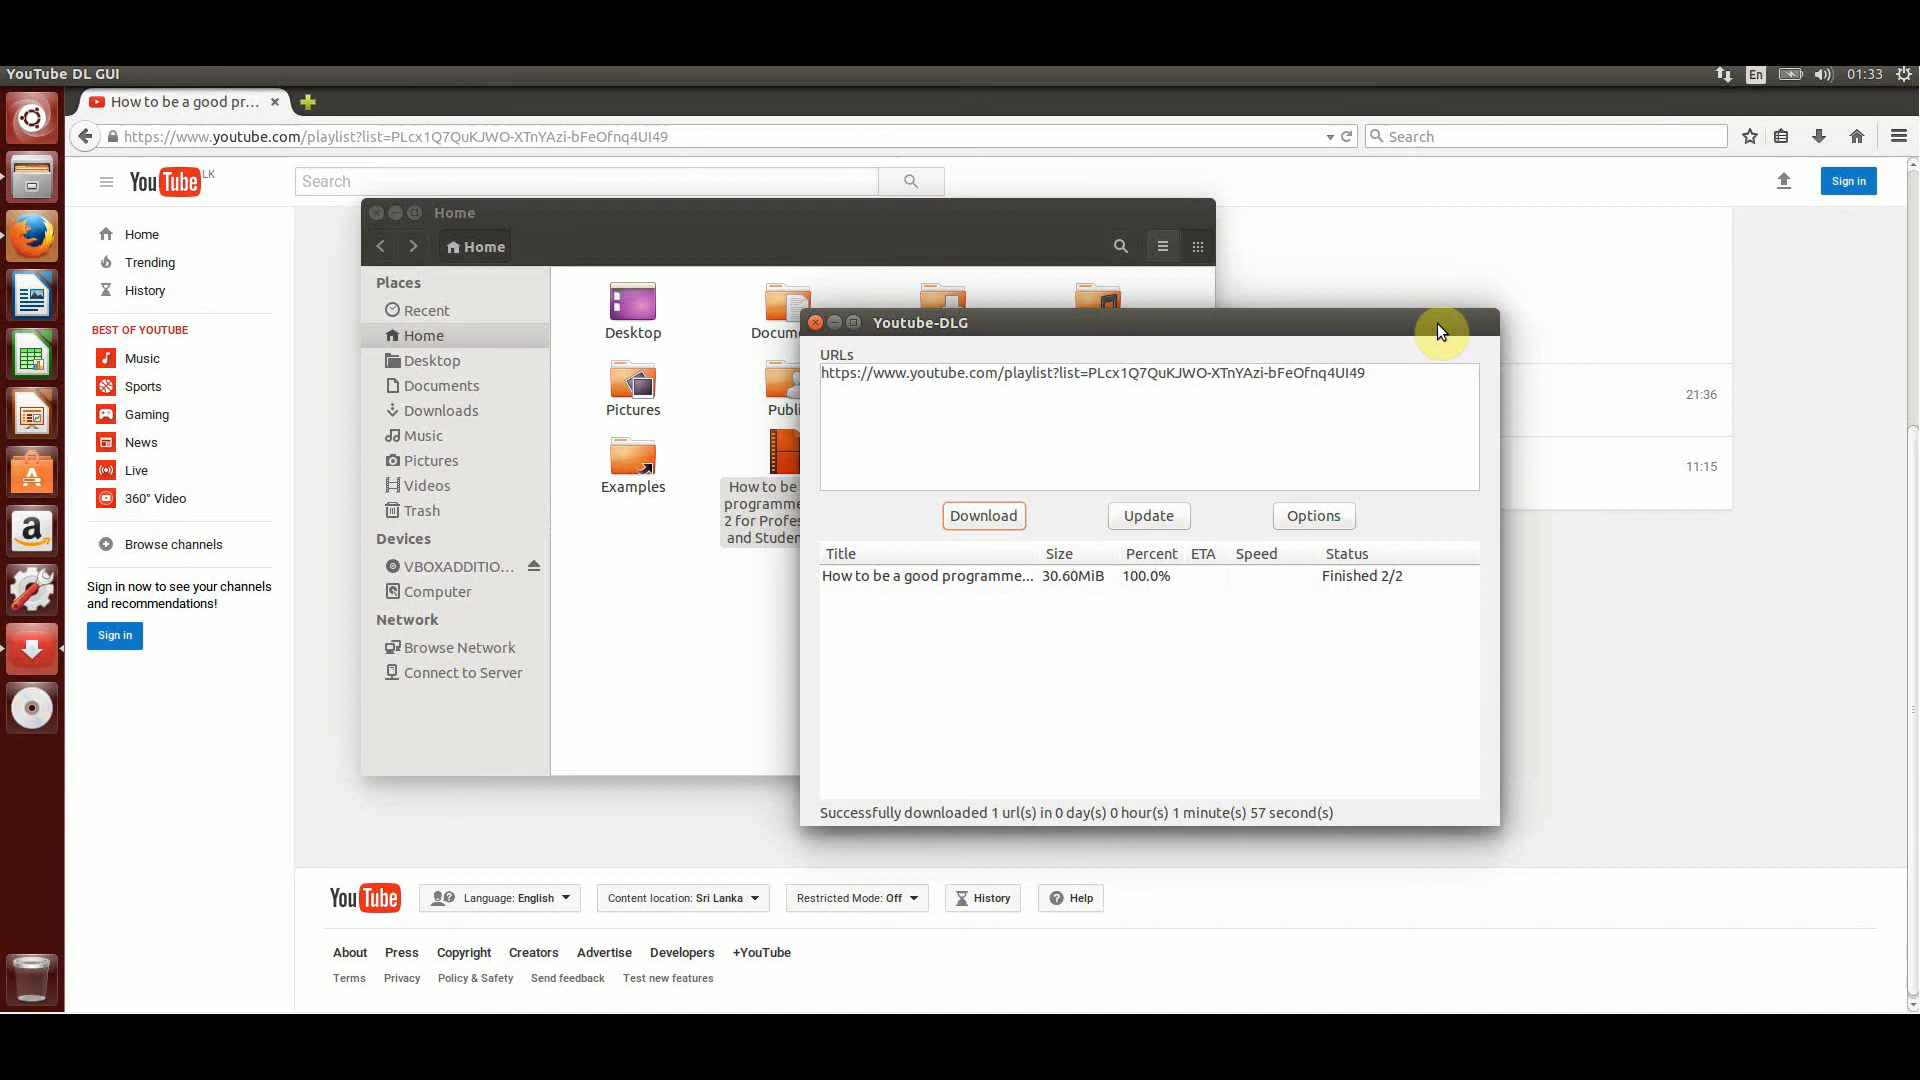 YouTube DL GUI
En
01:33
How to be a good pr...
https://www.youtube.com/playlist?list=PLcx1Q7QuKJWO-XTnYAzi-bFeOfnq4UI49
Search
YouTube LK
Search
Sign in
Home
Trending
History
BEST OF YOUTUBE
Music
Sports
Gaming
News
Live
360° Video
Browse channels
Sign in now to see your channels
and recommendations!
Sign in
Home
Home
Places
Recent
Home
Desktop
Documents
Downloads
Music
Pictures
Videos
Trash
Devices
VBOXADDITIO...
Computer
Network
Browse Network
Connect to Server
Desktop
Pictures
Examples
How to be
2 for
Youtube-DLG
URLs
https://www.youtube.com/playlist?list=PLcx1Q7QuKJWO-XTnYAzi-bFeOfnq4UI49
Download
Update
Options
Title Size Percent ETA Speed Status
How to be a good programme... 30.60MiB 100.0% Finished 2/2
Successfully downloaded 1 url(s) in 0 day(s) 0 hour(s) 1 minute(s) 57 second(s)
21:36
11:15
YouTube
Language: English
Content location: Sri Lanka
Restricted Mode: Off
History
Help
About Press Copyright Creators Advertise Developers +YouTube
Terms Privacy Policy & Safety Send feedback Test new features